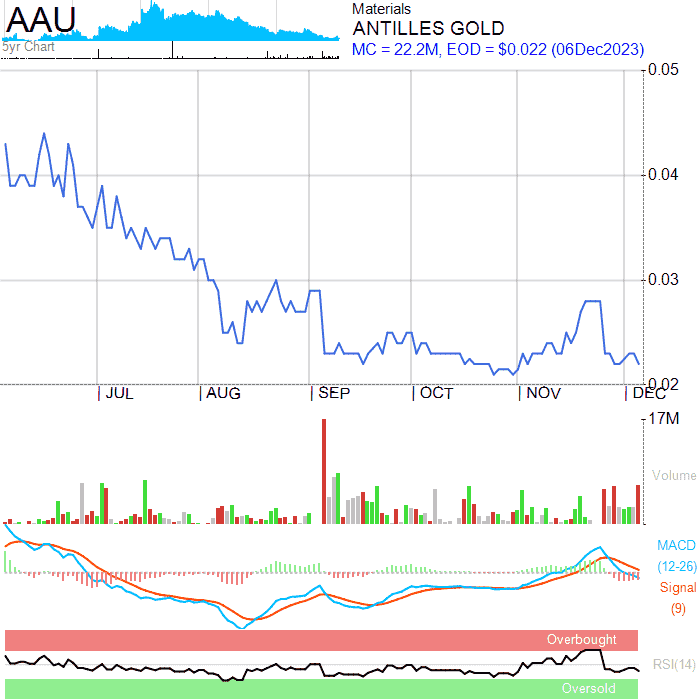 AAU
5yr Chart
Materials
ANTILLES GOLD
MC = 22.2M, EOD = $0.022 (06Dec2023)
0.05
0.04
0.03
0.02
JUL AUG SEP OCT NOV DEC
17M
Volume
MACD
(12-26)
Signal
(9)
Overbought
RSI(14)
Oversold